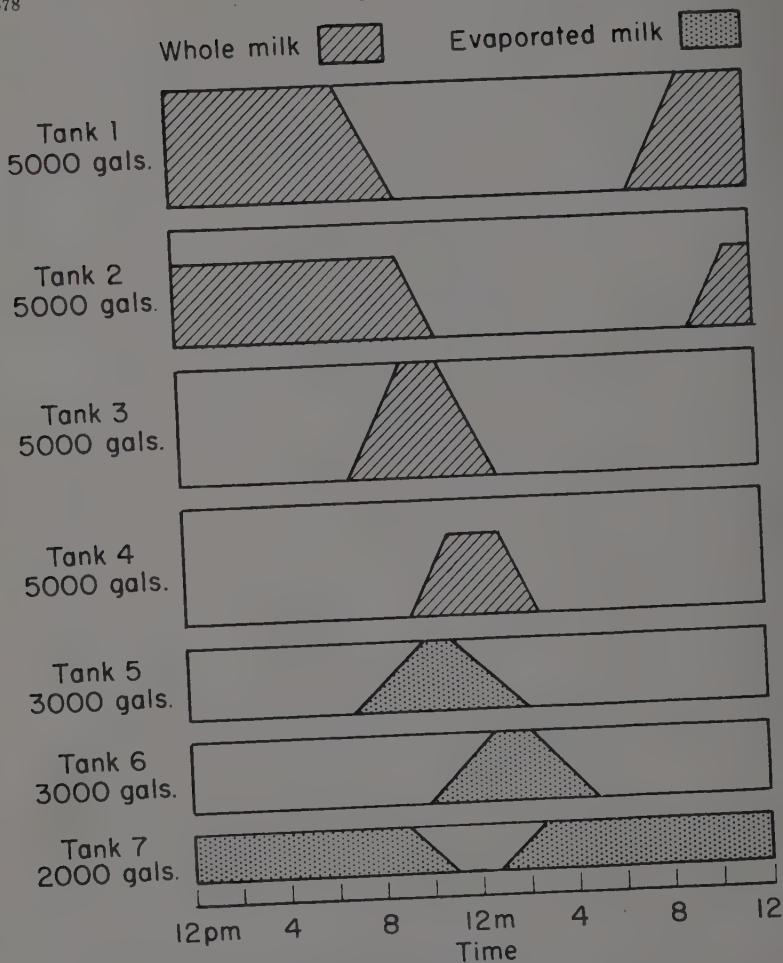 Whole milk
Evaporated milk
Tank 1
5000 gals.
Tank 2
5000 gals.
Tank 3
5000 gals.
Tank 4
5000 gals.
Tank 5
3000 gals.
Tank 6
3000 gals.
Tank 7
2000 gals.
12pm 4 8 12m 4 8 12
Time